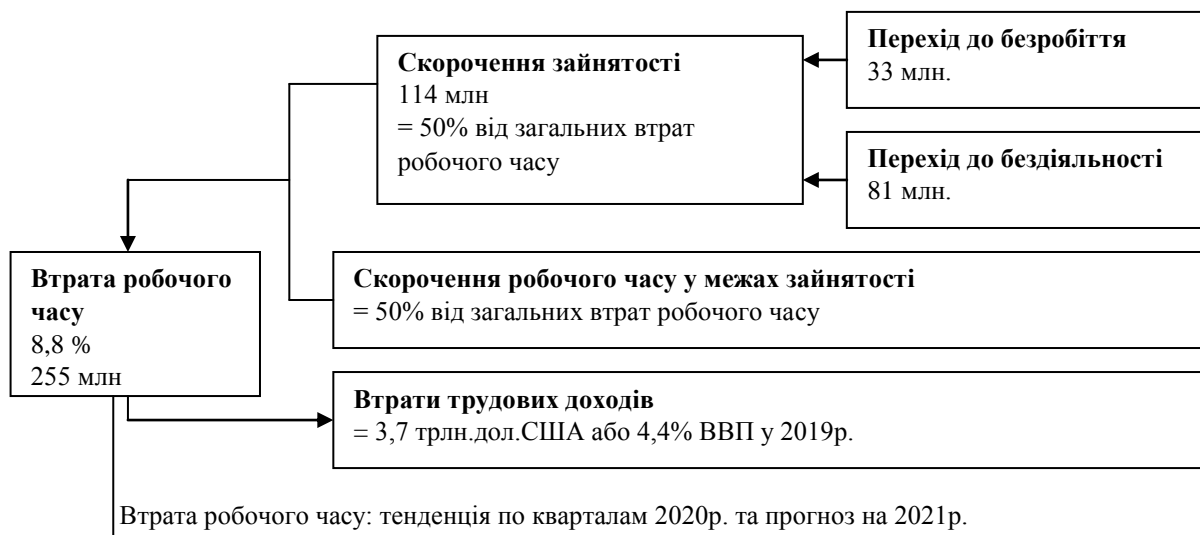 Перехід до безробіття
33 млн.
Скорочення зайнятості
114 млн
= 50% від загальних втрат
робочого часу
Перехід до бездіяльності
81 млн.
Втрата робочого
часу
8,8 %
255 млн
Скорочення робочого часу у межах зайнятості
= 50% від загальних втрат робочого часу
Втрати трудових доходів
= 3,7 трлн.дол.США або 4,4% ВВП у 2019р.
Втрата робочого часу: тенденція по кварталам 2020р. та прогноз на 2021р.